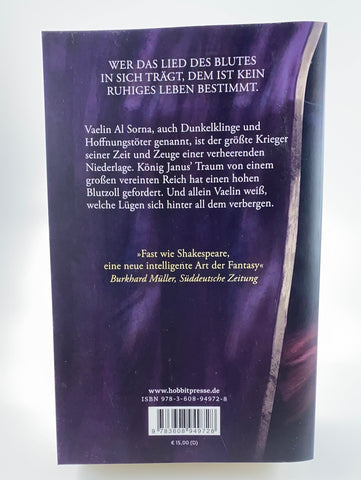 WER DAS LIED DES BLUTES
IN SICH TRÄGT, DEM IST KEIN
RUHIGES LEBEN BESTIMMT.
Vaelin Al Sorna, auch Dunkelklinge und
Hoffnungstöter genannt, ist der größte Krieger
seiner Zeit und Zeuge einer verheerenden
Niederlage. König Janus' Traum von einem
großen vereinten Reich hat einen hohen
Blutzoll gefordert. Und allein Vaelin weiß,
welche Lügen sich hinter all dem verbergen.
»Fast wie Shakespeare,
eine neue intelligente Art der Fantasy«
Burkhard Müller, Süddeutsche Zeitung
www.hobbitpresse.de
ISBN 978-3-608-94972-8
9 783608 949728
€ 15,00 (D)